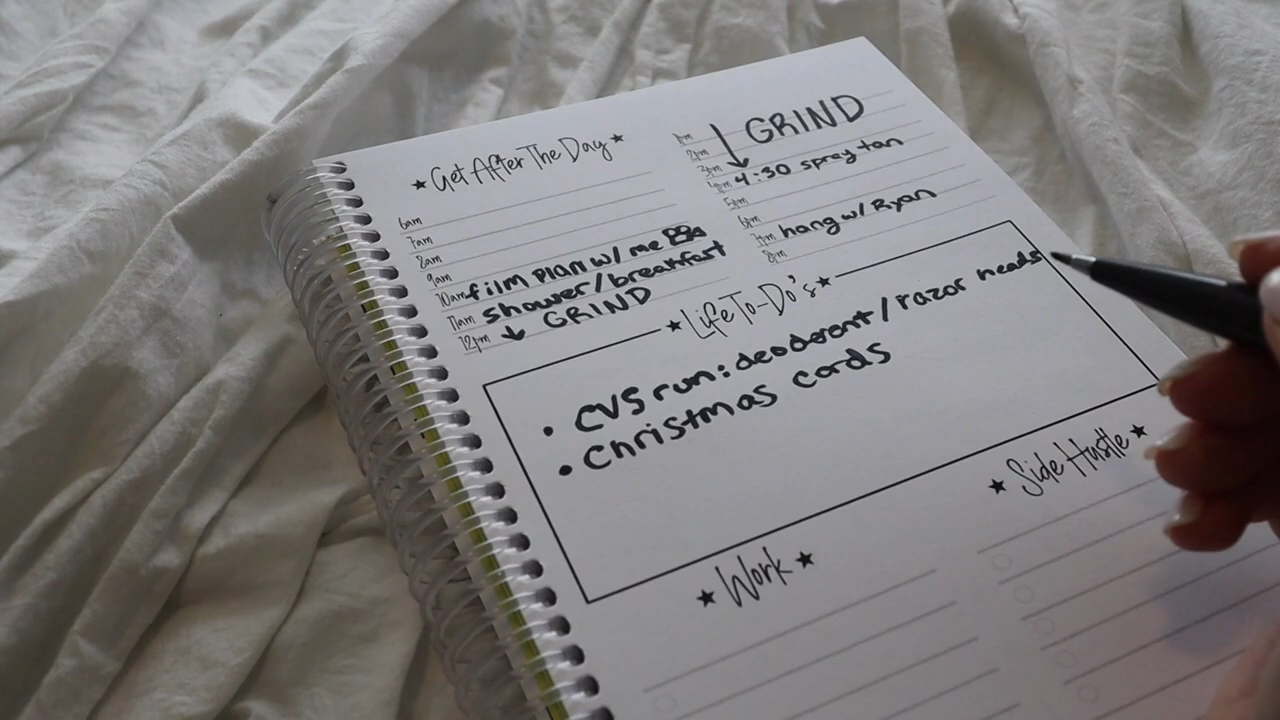 ★ Get After The Day ★
6am
7am
8am
9am
10am film plan w/ me
11am shower/breakfast
12pm ↓ GRIND
1pm ↓ GRIND
2pm
3pm
4pm 4:30 spray tan
5pm
6pm
7pm hang w/ Ryan
8pm
★ Life To-Do's ★
• CVS run: deodorant/razor heads
• Christmas cards
★ Work ★
★ Side Hustle ★